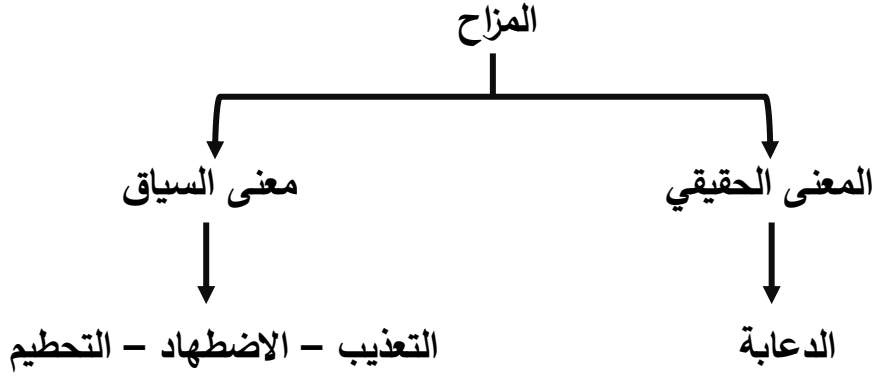 المزاح
المعنى الحقيقي
معنى السياق
الدعابة
التعذيب – الاضطهاد – التحطيم